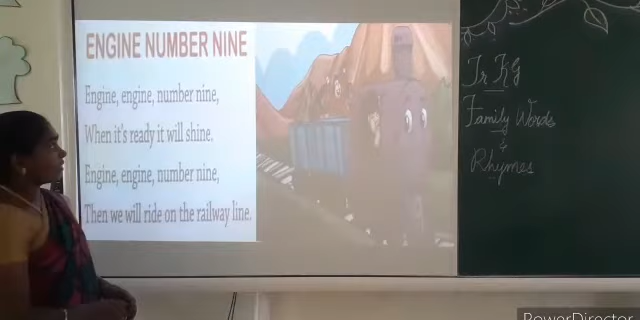 ENGINE NUMBER NINE
Engine, engine, number nine,
When it's ready it will shine.
Engine, engine, number nine,
Then we will ride on the railway line.
Jr KG
Family Words
&
Rhymes
PowerDirector